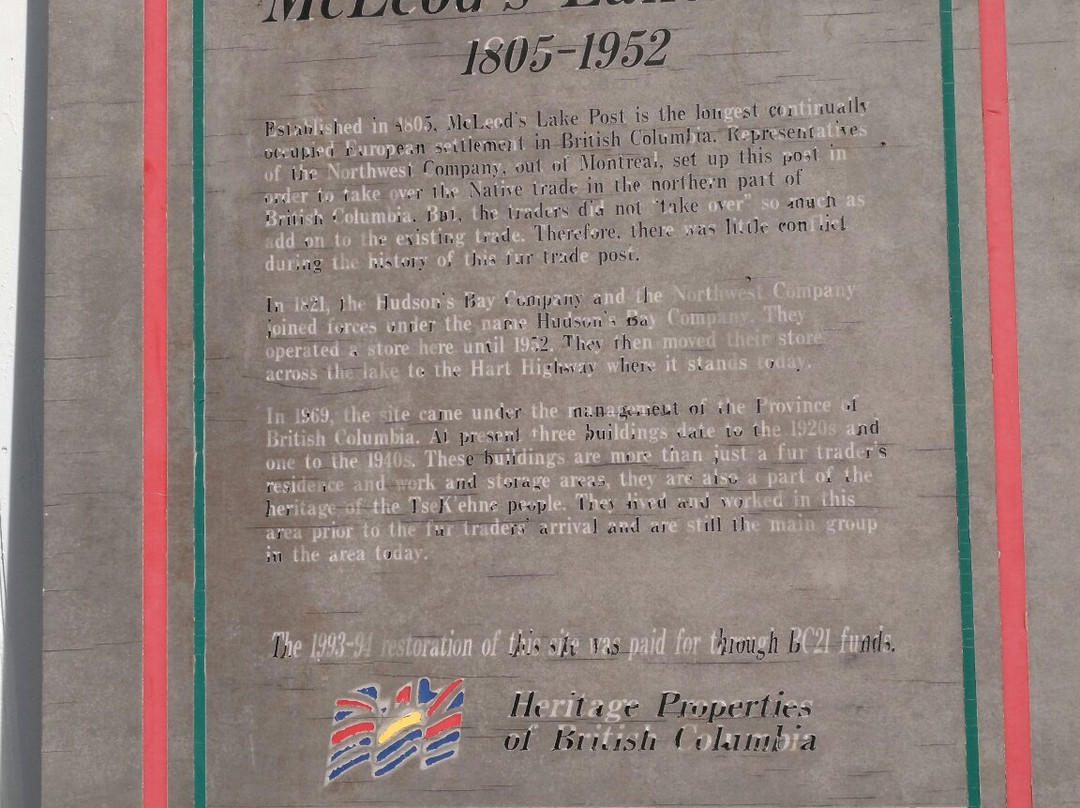 McLeod's
1805-1952
Established in 1805, McLeod's Lake Post is the longest continually
occupied European settlement in British Columbia. Representatives
of the Northwest Company, out of Montreal, set up this post in
order to take over the Native trade in the northern part of
British Columbia. But, the traders did not "take over" so much as
add on to the existing trade. Therefore, there was little conflict
during the history of this fur trade post.
In 1821, the Hudson's Bay Company and the Northwest Company
joined forces under the name Hudson's Bay Company. They
operated a store here until 1952. They then moved their store
across the lake to the Hart Highway where it stands today.
In 1969, the site came under the management of the Province of
British Columbia. At present three buildings date to the 1920s and
one to the 1940s. These buildings are more than just a fur trader's
residence and work and storage areas, they are also a part of the
heritage of the TseK'ehne people. They lived and worked in this
area prior to the fur traders' arrival and are still the main group
in the area today.
The 1993-94 restoration of this site was paid for through BC21 funds.
Heritage Properties
of British Columbia